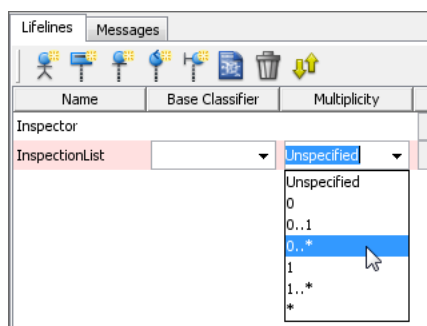 Lifelines Messages
Name Base Classifier Multiplicity
Inspector
InspectionList Unspecified
Unspecified
0
0..1
0..*
1
1..*
*